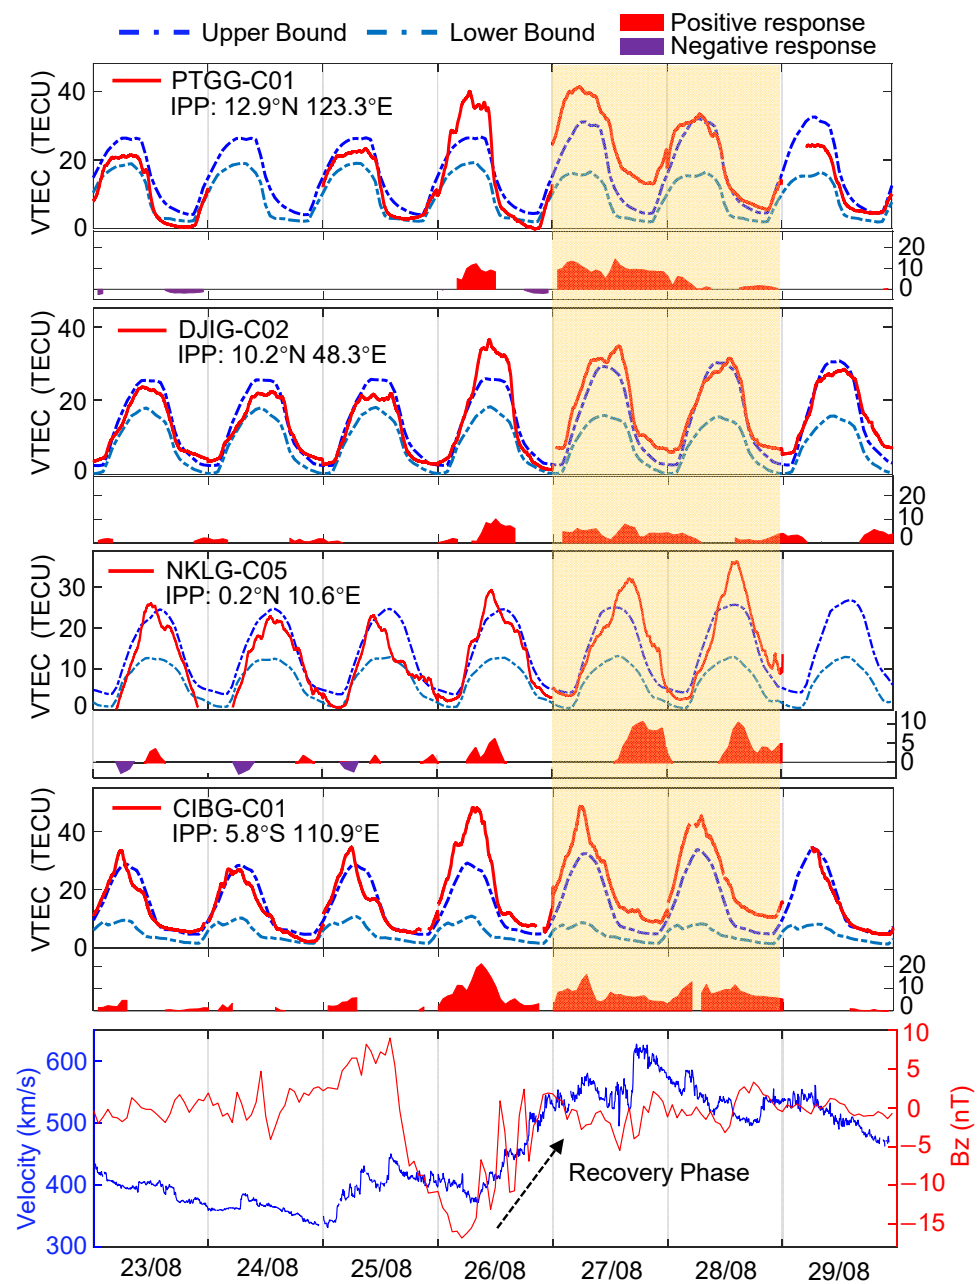 Upper Bound
Lower Bound
Positive response
Negative response
VTEC (TECU)
40
20
0
PTGG-C01
IPP: 12.9°N 123.3°E
20
10
0
VTEC (TECU)
40
20
0
DJIG-C02
IPP: 10.2°N 48.3°E
20
10
0
VTEC (TECU)
30
20
10
0
NKLG-C05
IPP: 0.2°N 10.6°E
10
5
0
VTEC (TECU)
40
20
0
CIBG-C01
IPP: 5.8°S 110.9°E
20
10
0
Velocity (km/s)
600
500
400
300
Recovery Phase
10
5
0
−5
−10
−15
Bz (nT)
23/08
24/08
25/08
26/08
27/08
28/08
29/08